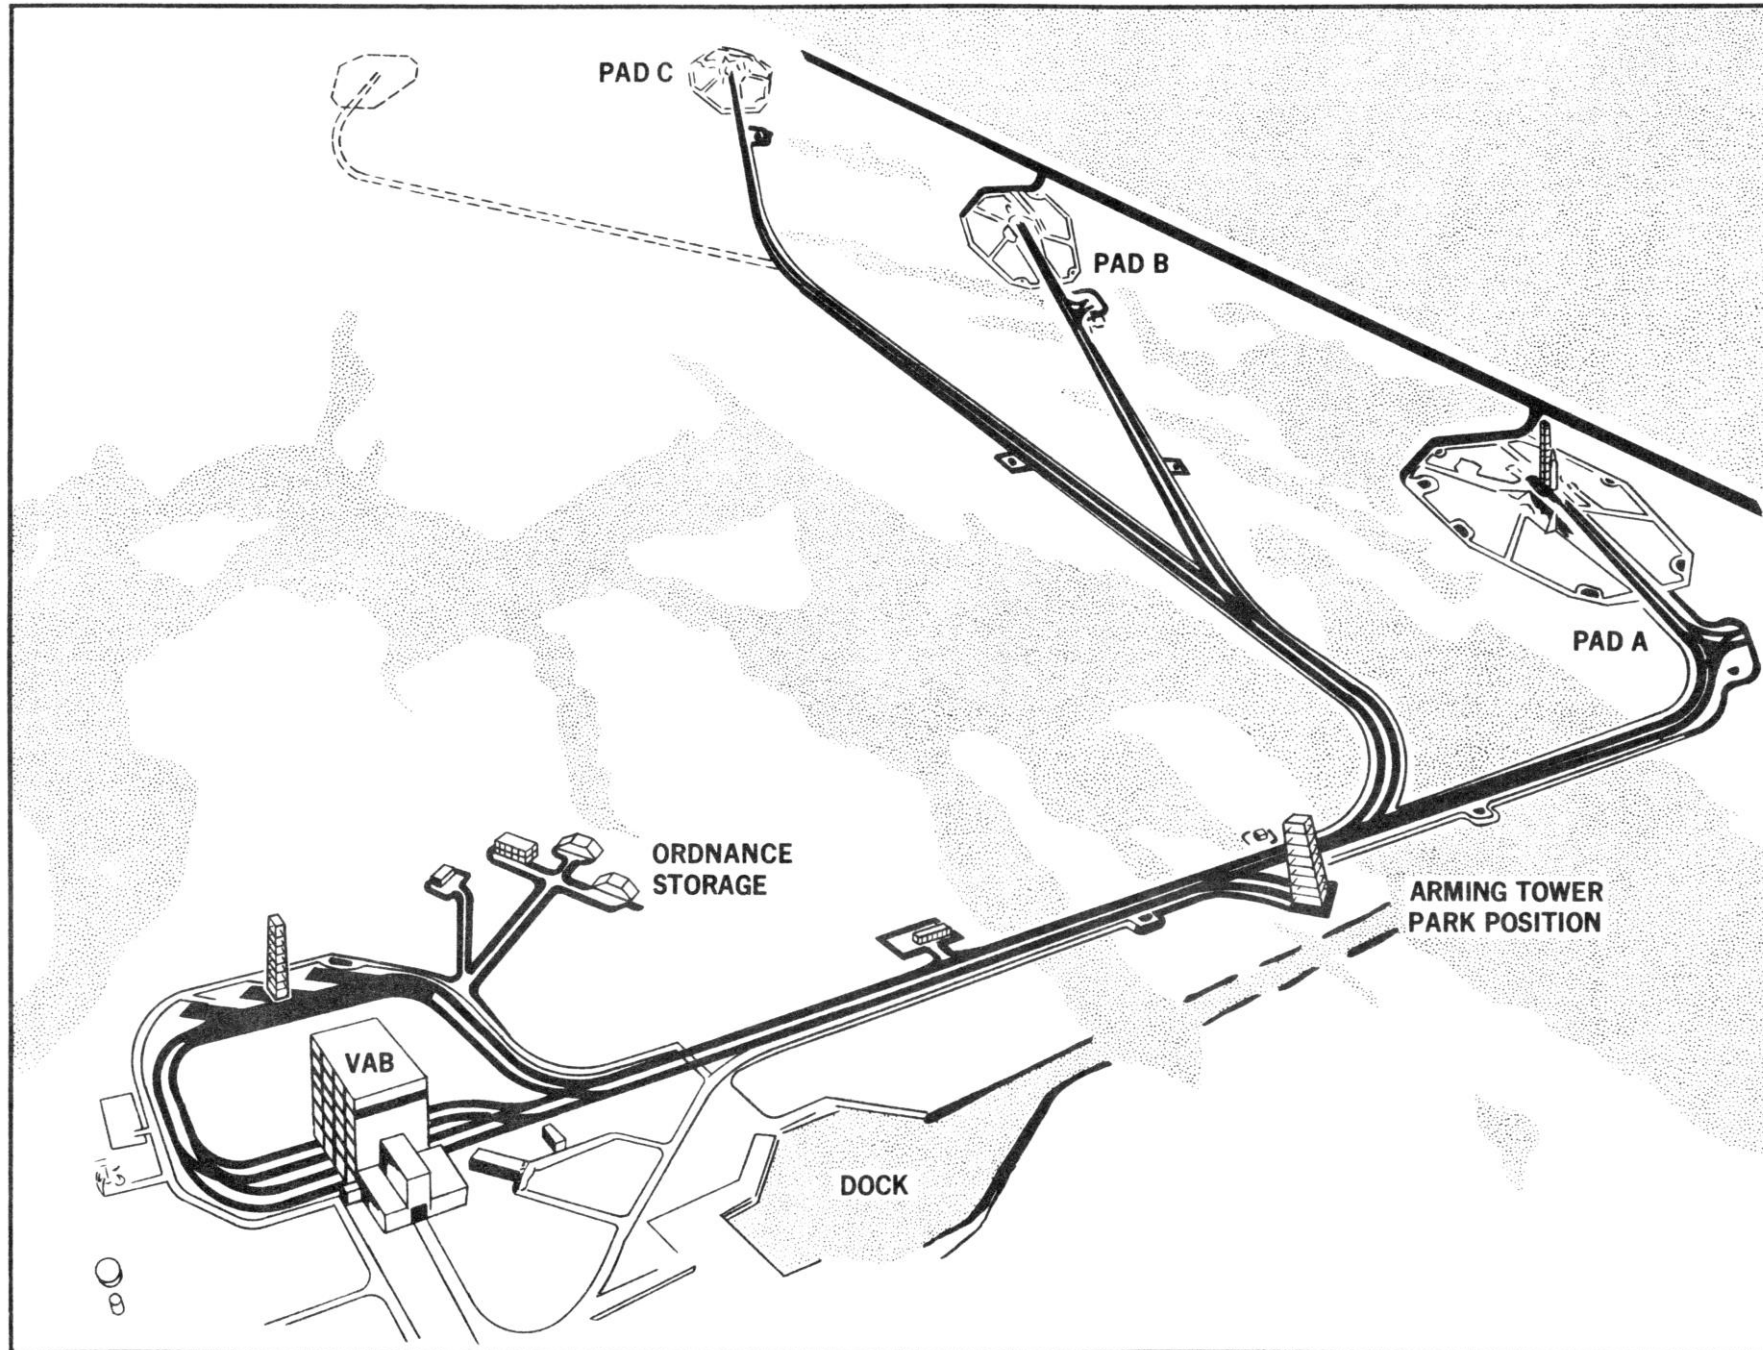 PAD C
PAD B
PAD A
ORDNANCE
STORAGE
ARMING TOWER
PARK POSITION
VAB
DOCK